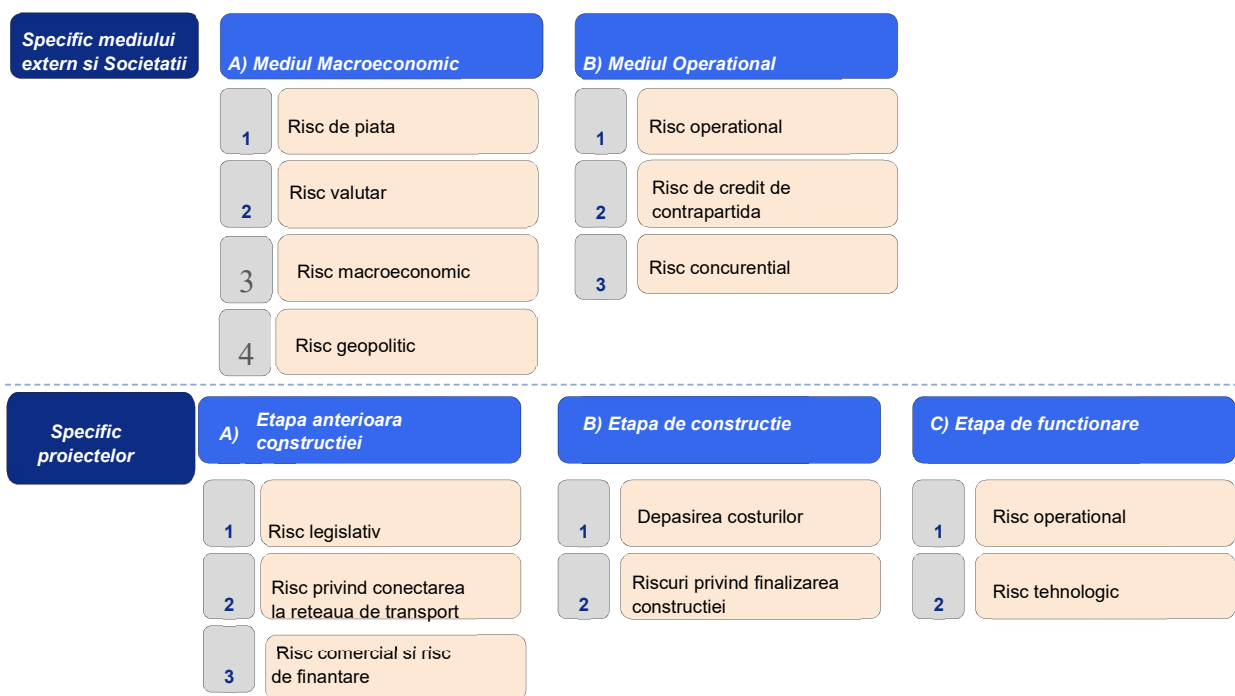 Specific mediului
extern si Societatii
A) Mediul Macroeconomic
1
Risc de piata
2
Risc valutar
3
Risc macroeconomic
4
Risc geopolitic
B) Mediul Operational
1
Risc operational
2
Risc de credit de
contrapartida
3
Risc concurential
Specific
proiectelor
A) Etapa anterioara
constructiei
1
Risc legislativ
2
Risc privind conectarea
la reteaua de transport
3
Risc comercial si risc
de finantare
B) Etapa de constructie
1
Depasirea costurilor
2
Riscuri privind finalizarea
constructiei
C) Etapa de functionare
1
Risc operational
2
Risc tehnologic